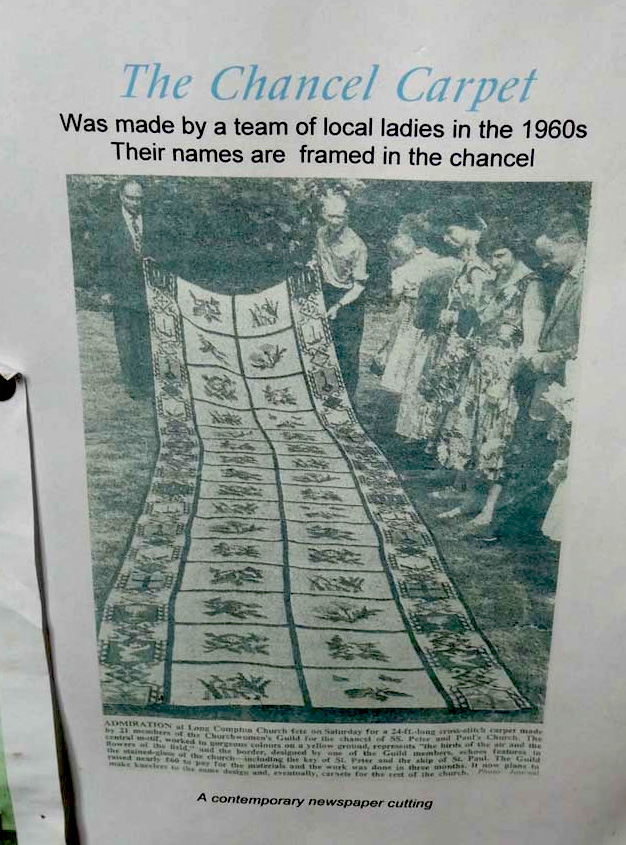 The Chancel Carpet
Was made by a team of local ladies in the 1960s
Their names are framed in the chancel
ADMIRATION at Long Compton Church fete on Saturday for a 24-ft.-long cross-stitch carpet made
by 21 members of the Churchwomen's Guild for the chancel of SS. Peter and Paul's Church. The
central motif, worked in gorgeous colours on a yellow ground, represents "the birds of the air and the
flowers of the field," and the border, designed by one of the Guild members, echoes features in
the stained-glass of the church—including the key of St. Peter and the ship of St. Paul. The Guild
raised nearly £60 to pay for the materials and the work was done in three months. It now plans to
make kneelers to the same design and, eventually, carpets for the rest of the church. Photo: Journal
A contemporary newspaper cutting